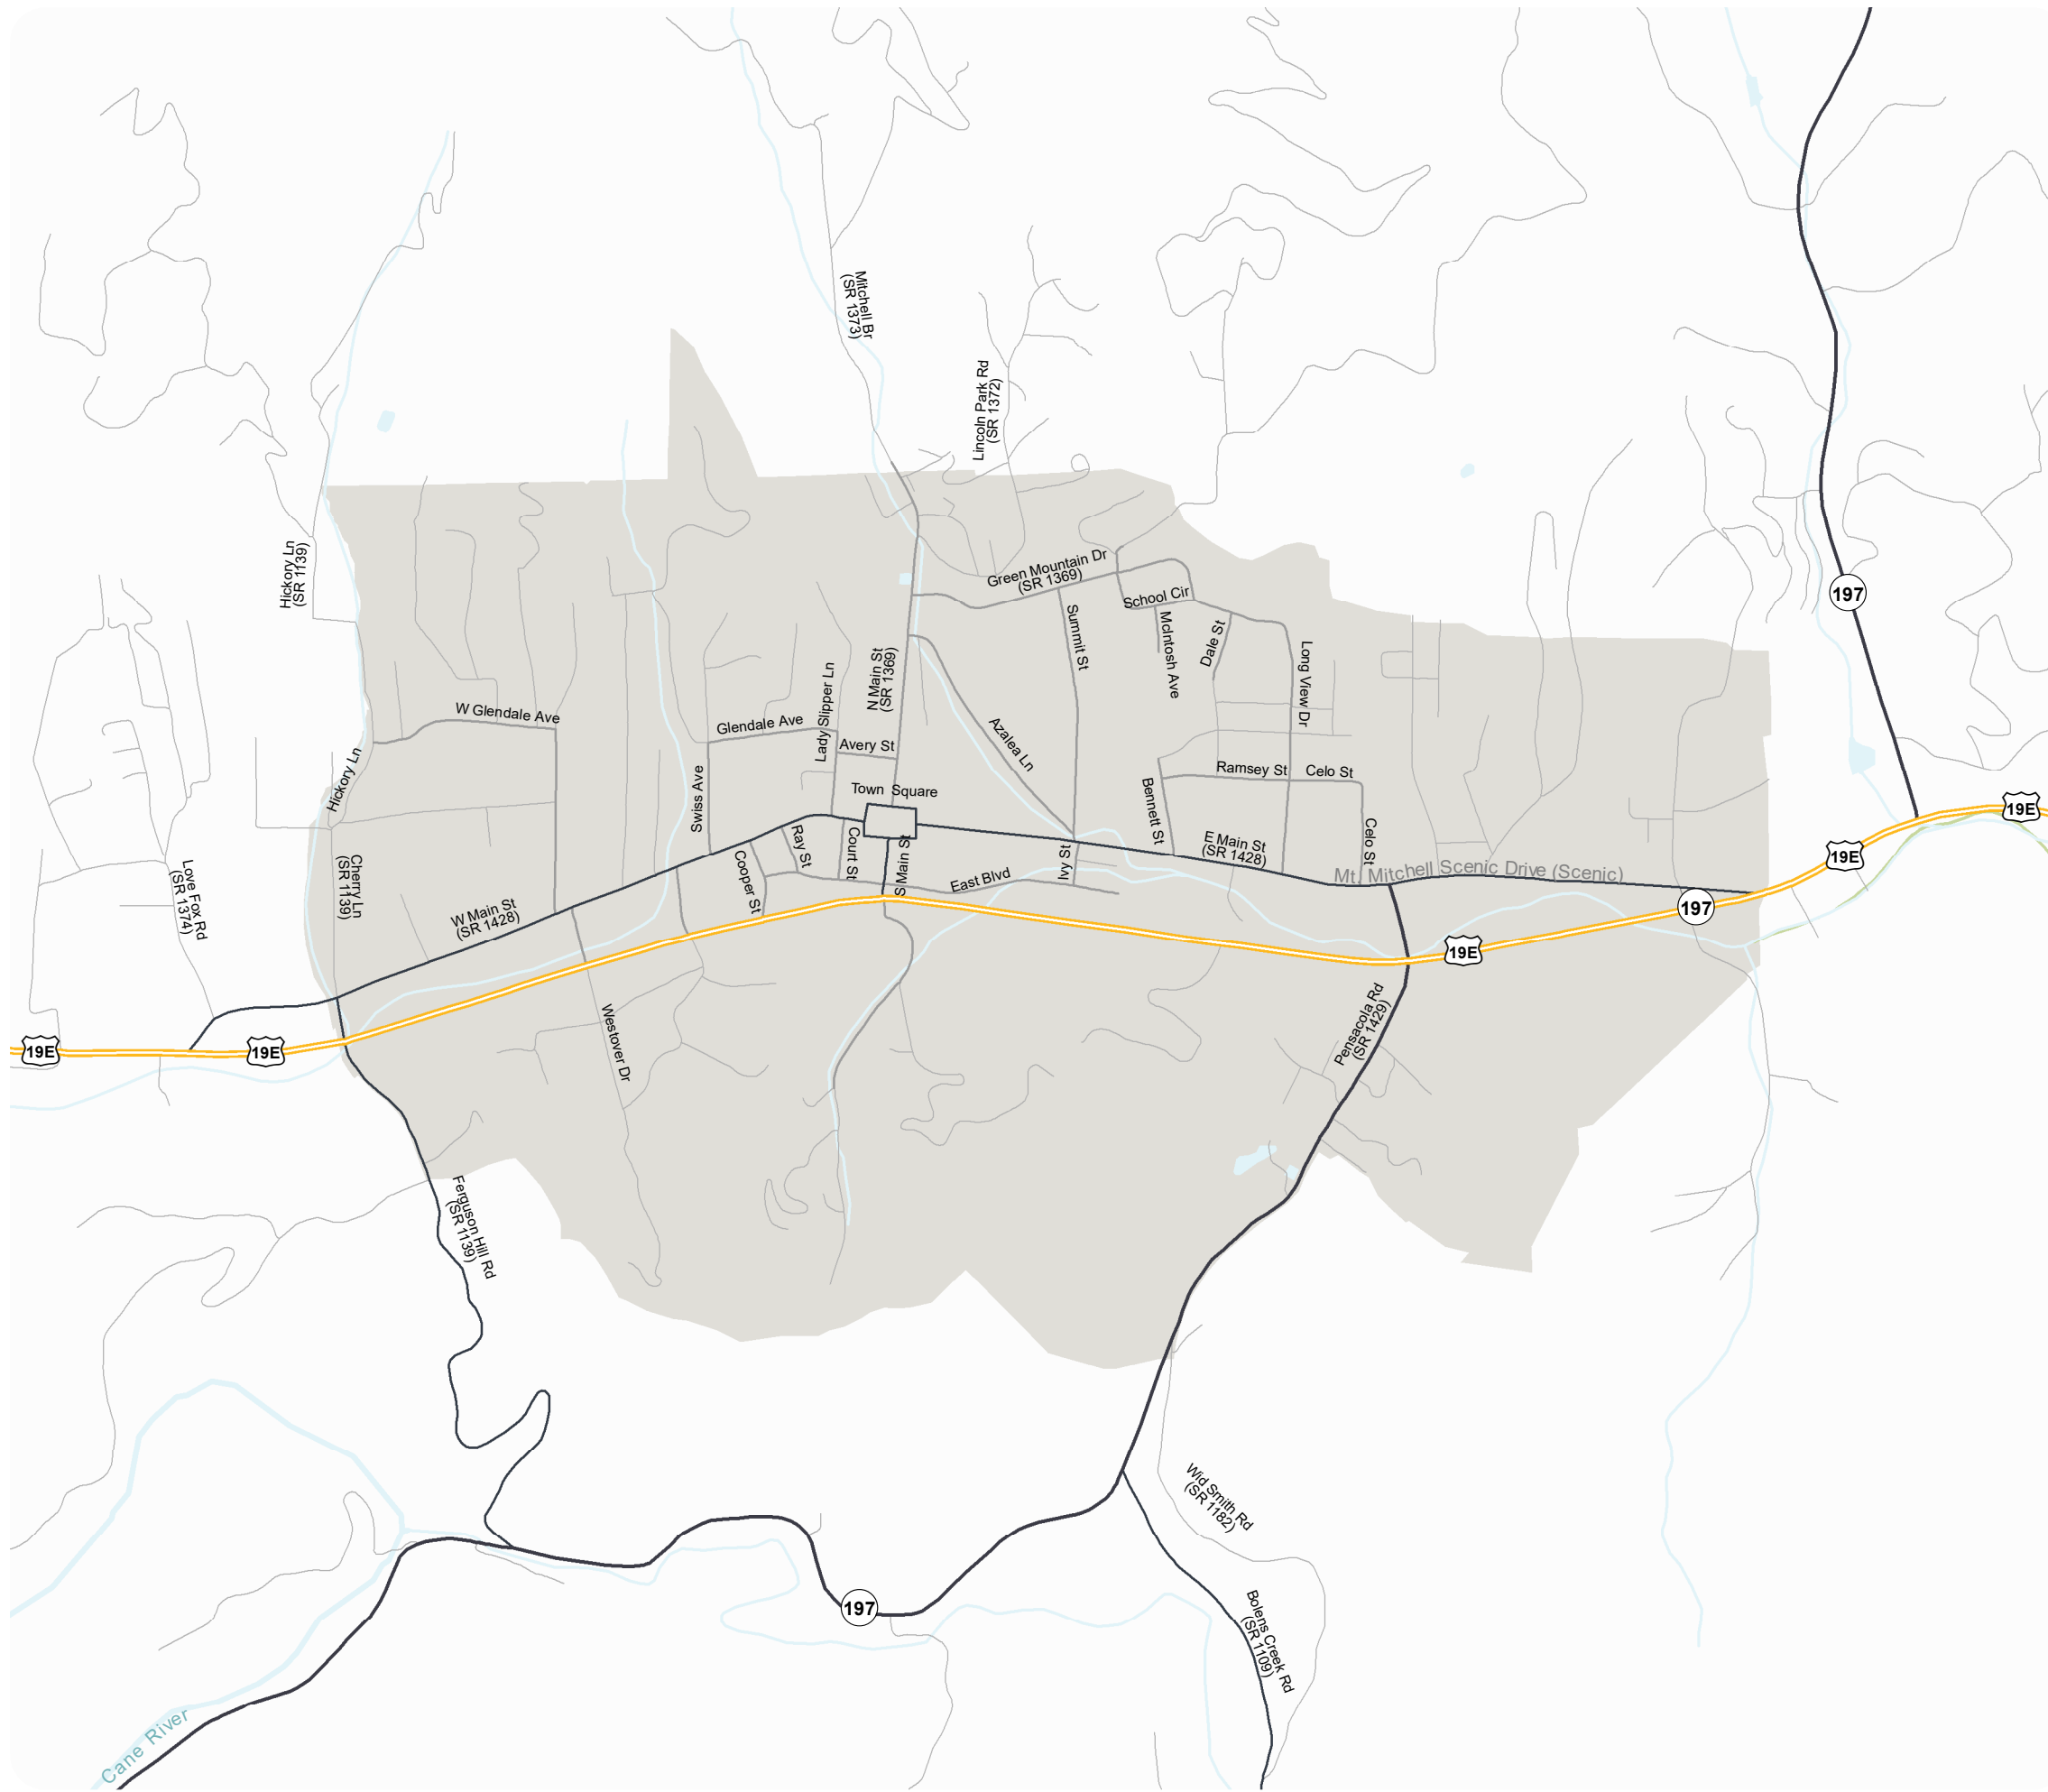 Mitchell Br
(SR 1373)
Lincoln Park Rd
(SR 1372)
Hickory Ln
(SR 1139)
Green Mountain Dr
(SR 1369)
School Cir
197
Summit St
McIntosh Ave
Dale St
Long View Dr
N Main St
(SR 1369)
Lady Slipper Ln
W Glendale Ave
Glendale Ave
Avery St
Azalea Ln
Hickory Ln
Swiss Ave
Town Square
Bennett St
Ramsey St
Celo St
19E
Ray St
Court St
S Main St
Ivy St
E Main St
(SR 1428)
Celo St
19E
Mt. Mitchell Scenic Drive (Scenic)
Love Fox Rd
(SR 1374)
Cherry Ln
(SR 1139)
Cooper St
East Blvd
W Main St
(SR 1428)
197
19E
Westover Dr
Pensacola Rd
(SR 1429)
19E
19E
Ferguson Hill Rd
(SR 1139)
Wid Smith Rd
(SR 1182)
197
Bolens Creek Rd
(SR 1109)
Cane River